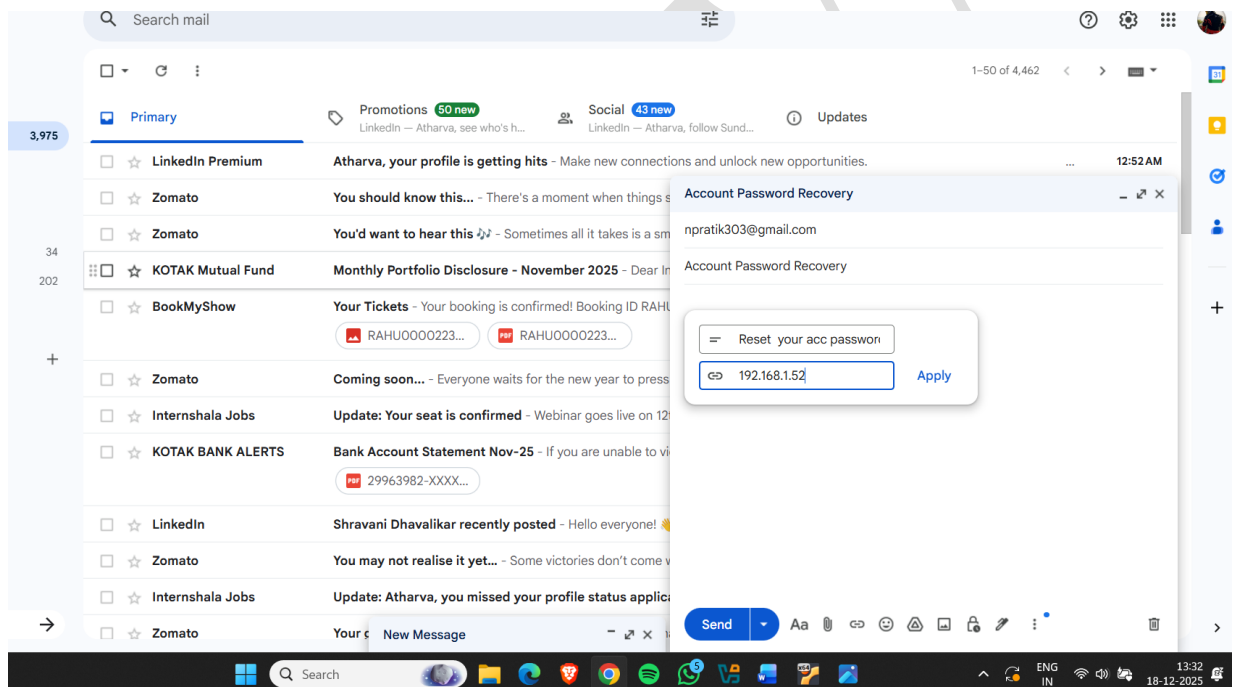 Search mail
1–50 of 4,462
31
Primary
Promotions 50 new
LinkedIn — Atharva, see who's h...
Social 43 new
LinkedIn — Atharva, follow Sund...
Updates
3,975
LinkedIn Premium Atharva, your profile is getting hits - Make new connections and unlock new opportunities. ... 12:52 AM
Zomato You should know this... - There's a moment when things s
Account Password Recovery
Zomato You'd want to hear this 🎶 - Sometimes all it takes is a sm
npratik303@gmail.com
34
KOTAK Mutual Fund Monthly Portfolio Disclosure - November 2025 - Dear In
Account Password Recovery
202
BookMyShow Your Tickets - Your booking is confirmed! Booking ID RAHU
PDF
RAHU0000223... RAHU0000223...
Reset your acc password
192.168.1.52 Apply
Zomato Coming soon... - Everyone waits for the new year to press
Internshala Jobs Update: Your seat is confirmed - Webinar goes live on 12
KOTAK BANK ALERTS Bank Account Statement Nov-25 - If you are unable to vi
PDF 29963982-XXXX...
LinkedIn Shravani Dhavalikar recently posted - Hello everyone! 👋
Zomato You may not realise it yet... - Some victories don't come w
Internshala Jobs Update: Atharva, you missed your profile status applica
Zomato Your
New Message
Send Aa
Search
5
X64
ENG
IN
13:32
18-12-2025